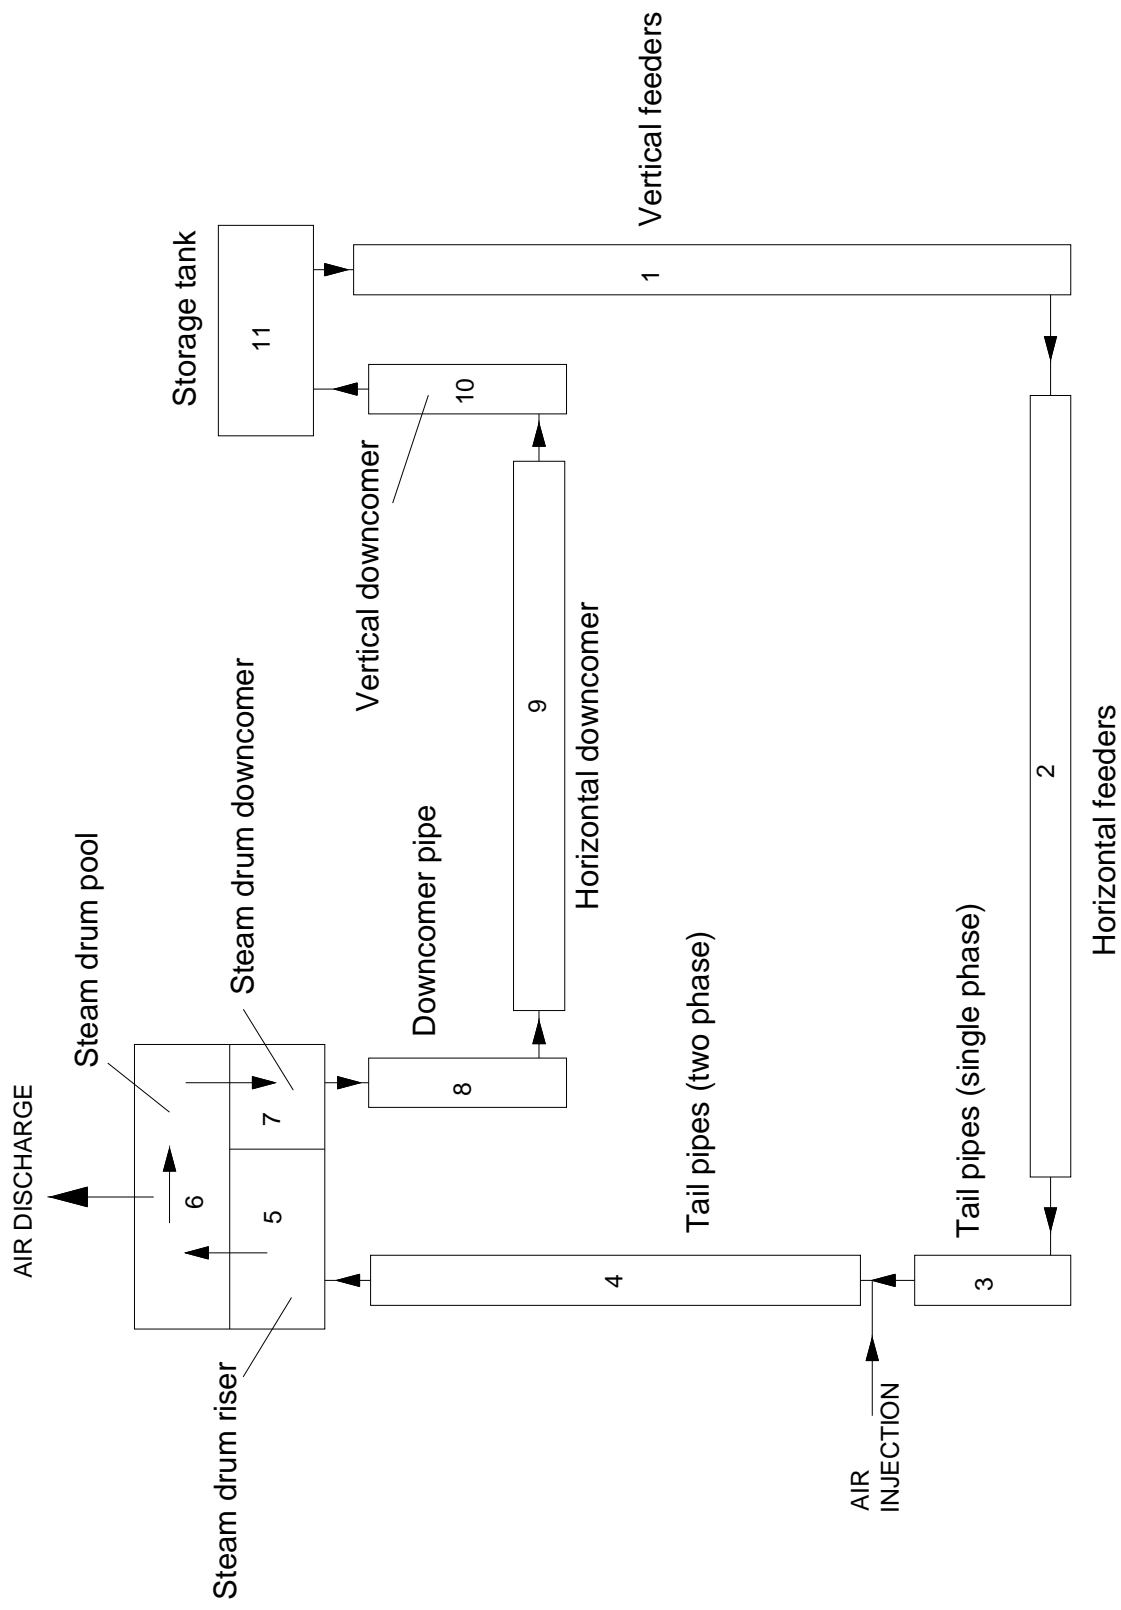 AIR DISCHARGE
Steam drum pool
Steam drum downcomer
Steam drum riser
6
5
7
Storage tank
11
Vertical downcomer
10
Downcomer pipe
8
9
Horizontal downcomer
1
Vertical feeders
Tail pipes (two phase)
4
AIR
INJECTION
Tail pipes (single phase)
3
2
Horizontal feeders